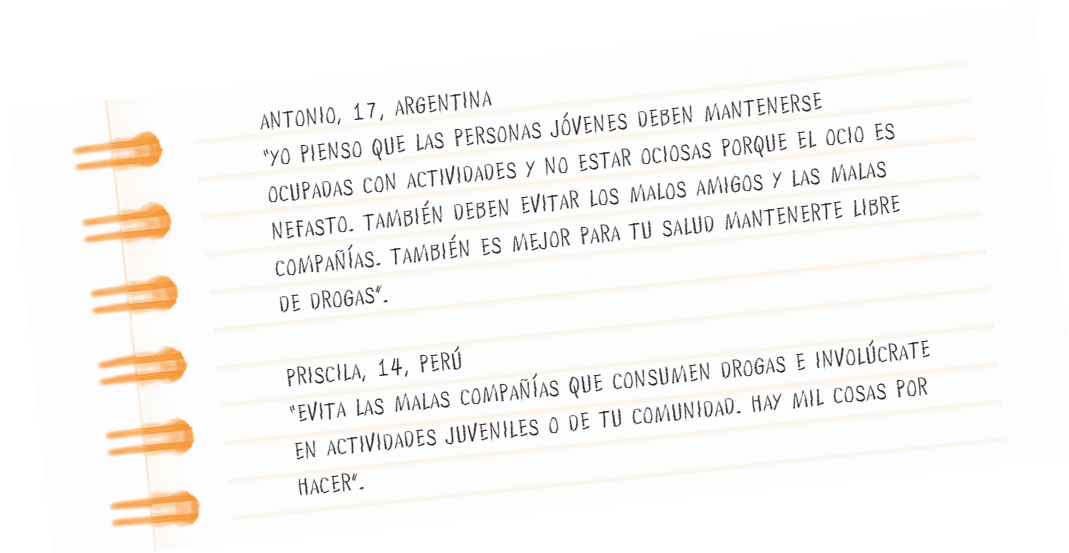 ANTONIO, 17, ARGENTINA
"YO PIENSO QUE LAS PERSONAS JÓVENES DEBEN MANTENERSE
OCUPADAS CON ACTIVIDADES Y NO ESTAR OCIOSAS PORQUE EL OCIO ES
NEFASTO. TAMBIÉN DEBEN EVITAR LOS MALOS AMIGOS Y LAS MALAS
COMPAÑÍAS. TAMBIÉN ES MEJOR PARA TU SALUD MANTENERTE LIBRE
DE DROGAS".
PRISCILA, 14, PERÚ
"EVITA LAS MALAS COMPAÑÍAS QUE CONSUMEN DROGAS E INVOLÚCRATE
EN ACTIVIDADES JUVENILES O DE TU COMUNIDAD. HAY MIL COSAS POR
HACER".